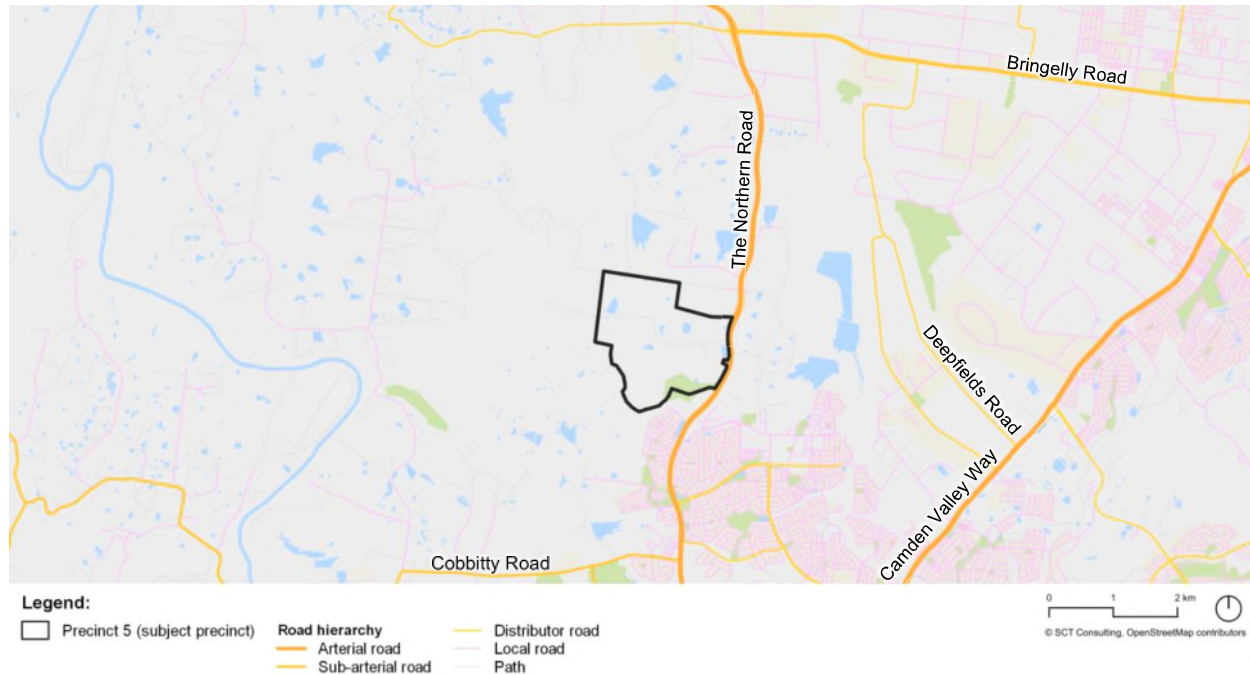 Bringelly Road
The Northern Road
Deepfields Road
Camden Valley Way
Cobbitty Road
Legend:
Precinct 5 (subject precinct)
Road hierarchy
Arterial road
Sub-arterial road
Distributor road
Local road
Path
0 1 2 km
© SCT Consulting, OpenStreetMap contributors